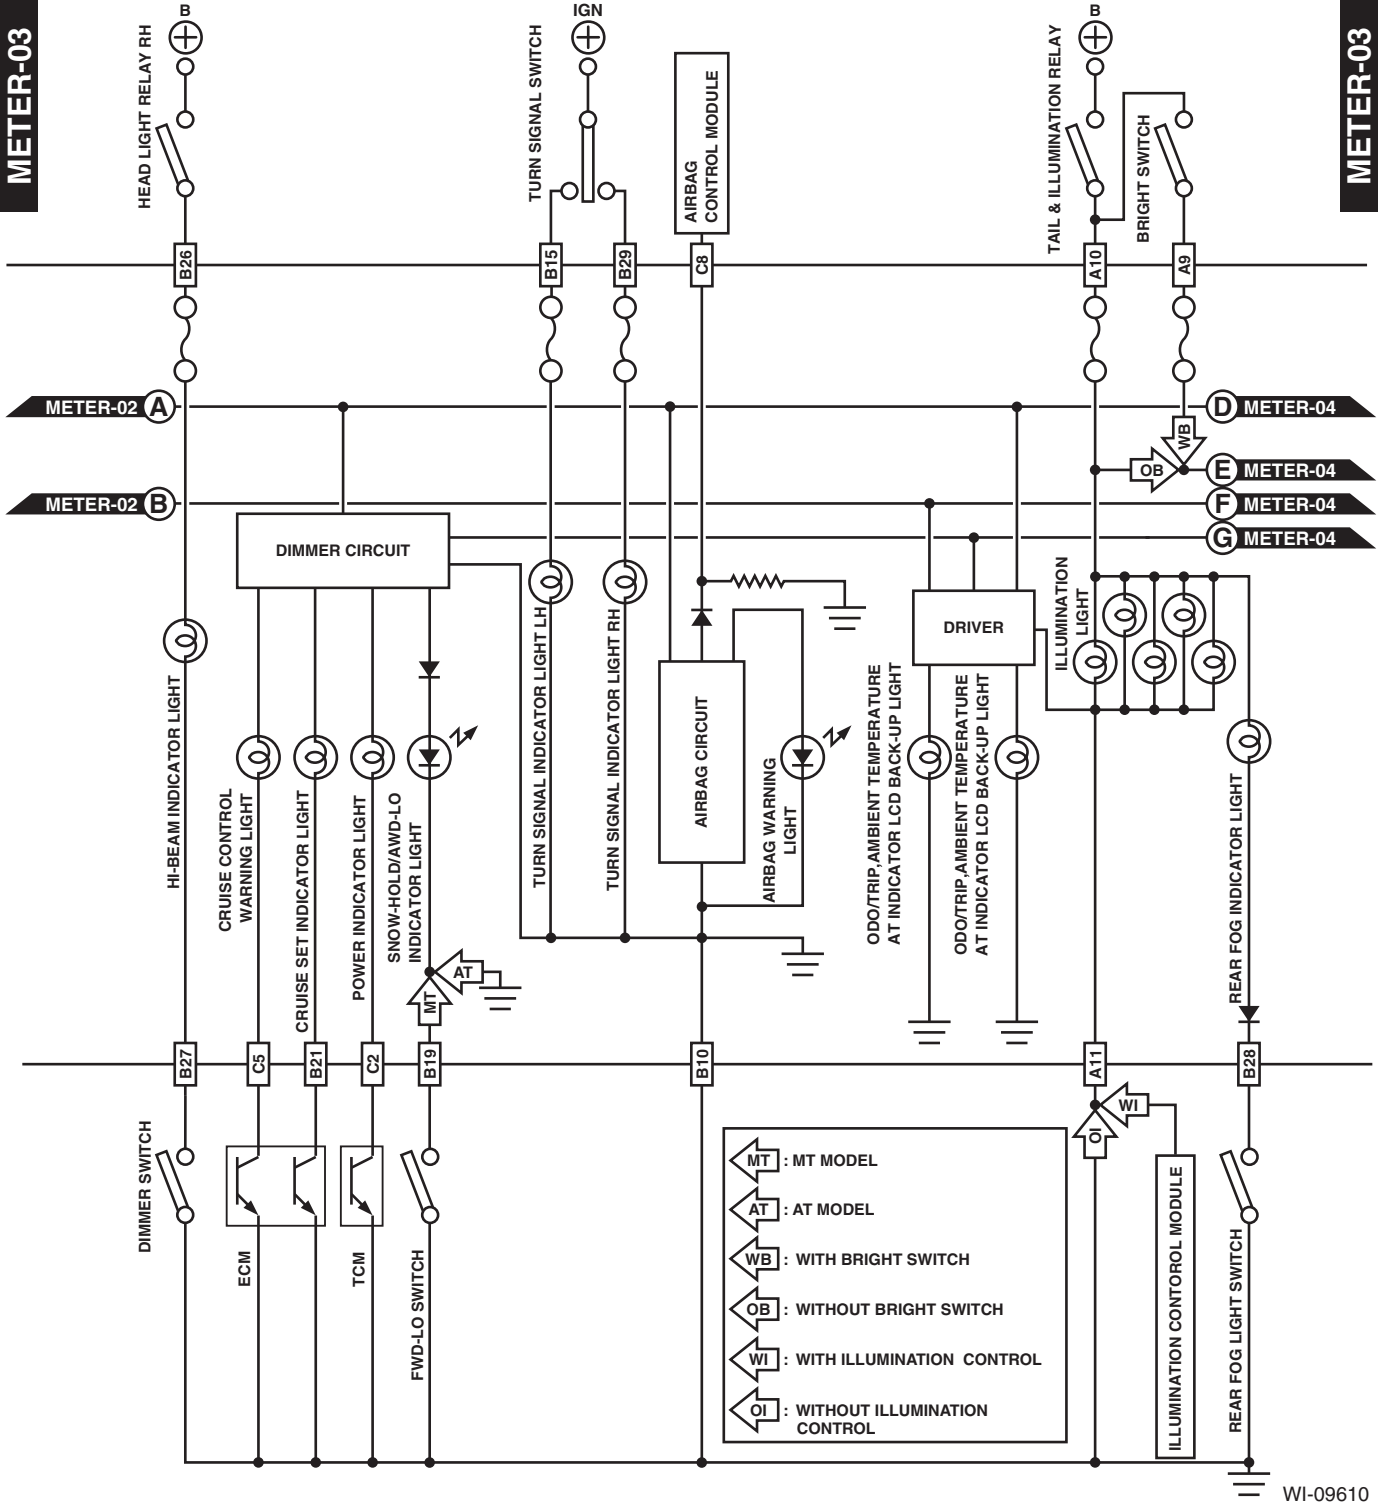 METER-03
METER-03
B
HEAD LIGHT RELAY RH
IGN
TURN SIGNAL SWITCH
AIRBAG
CONTROL MODULE
B
TAIL & ILLUMINATION RELAY
BRIGHT SWITCH
B26
B15
B29
C8
A10
A9
METER-02 A
D METER-04
WB
OB
E METER-04
METER-02 B
F METER-04
G METER-04
DIMMER CIRCUIT
DRIVER
ILLUMINATION
LIGHT
HI-BEAM INDICATOR LIGHT
CRUISE CONTROL
WARNING LIGHT
CRUISE SET INDICATOR LIGHT
POWER INDICATOR LIGHT
SNOW-HOLD/AWD-LO
INDICATOR LIGHT
TURN SIGNAL INDICATOR LIGHT LH
TURN SIGNAL INDICATOR LIGHT RH
AIRBAG CIRCUIT
AIRBAG WARNING
LIGHT
ODO/TRIP,AMBIENT TEMPERATURE
AT INDICATOR LCD BACK-UP LIGHT
ODO/TRIP,AMBIENT TEMPERATURE
AT INDICATOR LCD BACK-UP LIGHT
REAR FOG INDICATOR LIGHT
AT
MT
B27
C5
B21
C2
B19
B10
A11
B28
WI
OI
DIMMER SWITCH
ECM
TCM
FWD-LO SWITCH
MT : MT MODEL
AT : AT MODEL
WB : WITH BRIGHT SWITCH
OB : WITHOUT BRIGHT SWITCH
WI : WITH ILLUMINATION CONTROL
OI : WITHOUT ILLUMINATION
CONTROL
ILLUMINATION CONTOROL MODULE
REAR FOG LIGHT SWITCH
WI-09610